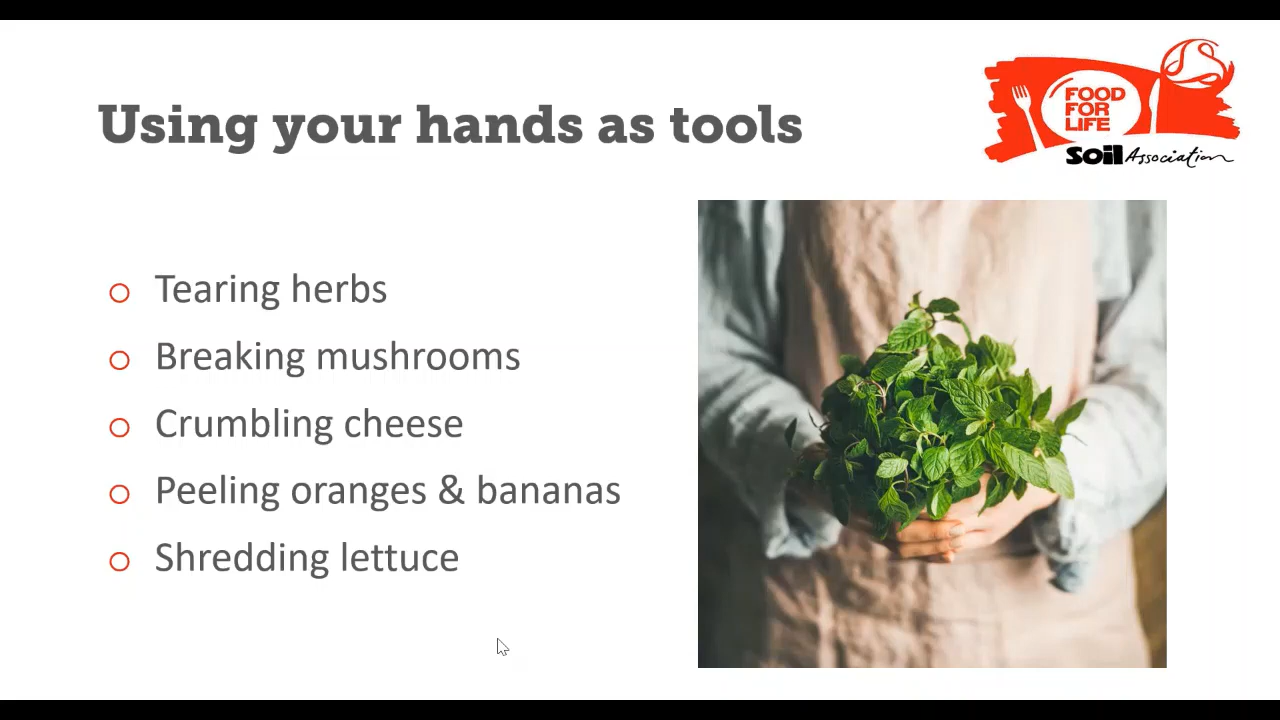 Using your hands as tools
FOOD
FOR
LIFE
Soil Association
Tearing herbs
Breaking mushrooms
Crumbling cheese
Peeling oranges & bananas
Shredding lettuce